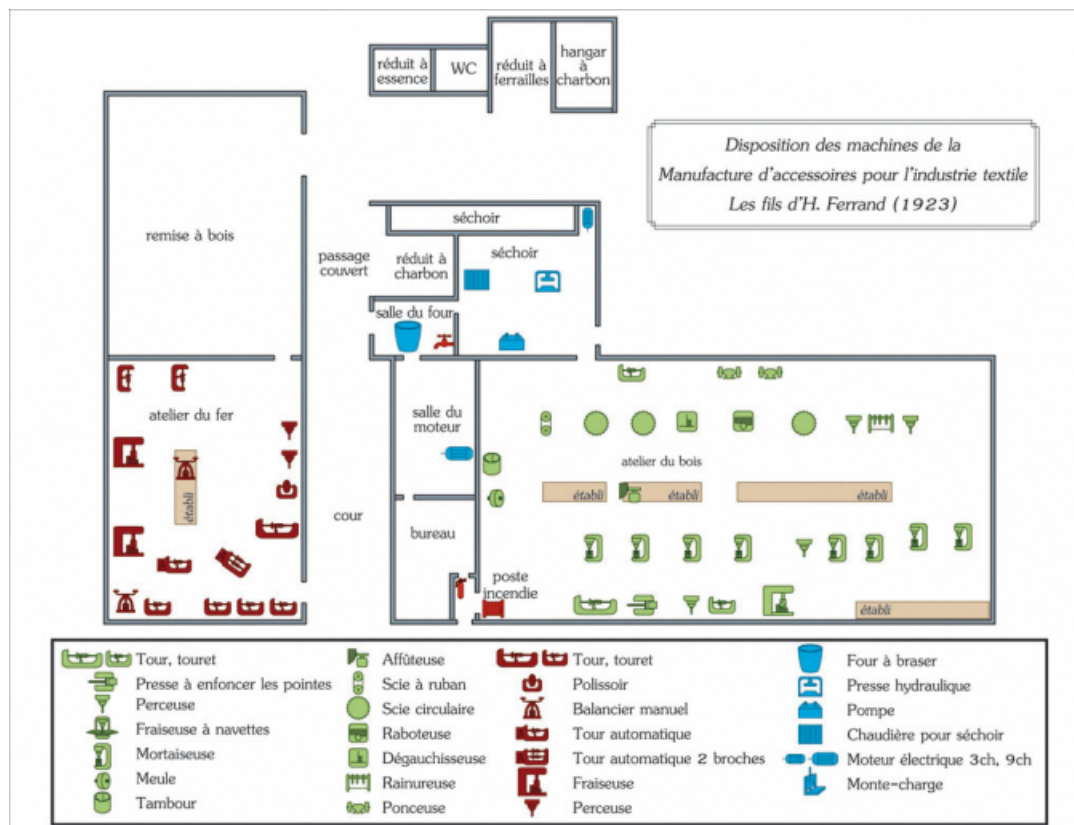 réduit à
essence
WC
réduit à
ferrailles
hangar
à
charbon
Disposition des machines de la
Manufacture d'accessoires pour l'industrie textile
Les fils d'H. Ferrand (1923)
remise à bois
passage
couvert
séchoir
réduit à
charbon
séchoir
salle du four
atelier du fer
établi
cour
salle du
moteur
bureau
atelier du bois
établi
établi
établi
poste
incendie
établi
Tour, touret
Presse à enfoncer les pointes
Perceuse
Fraiseuse à navettes
Mortaiseuse
Meule
Tambour
Affûteuse
Scie à ruban
Scie circulaire
Raboteuse
Dégauchisseuse
Rainureuse
Ponceuse
Tour, touret
Polissoir
Balancier manuel
Tour automatique
Tour automatique 2 broches
Fraiseuse
Perceuse
Four à braser
Presse hydraulique
Pompe
Chaudière pour séchoir
Moteur électrique 3ch, 9ch
Monte-charge